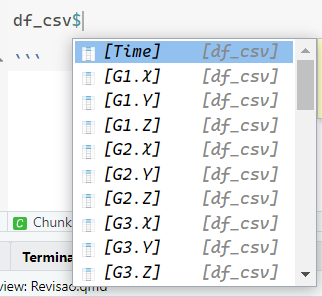 df_csv$
```
[Time] [df_csv]
[G1.X] [df_csv]
[G1.Y] [df_csv]
[G1.Z] [df_csv]
[G2.X] [df_csv]
[G2.Y] [df_csv]
[G2.Z] [df_csv]
[G3.X] [df_csv]
[G3.Y] [df_csv]
[G3.Z] [df_csv]
C Chunk
Termina
view: Revisao.qmd